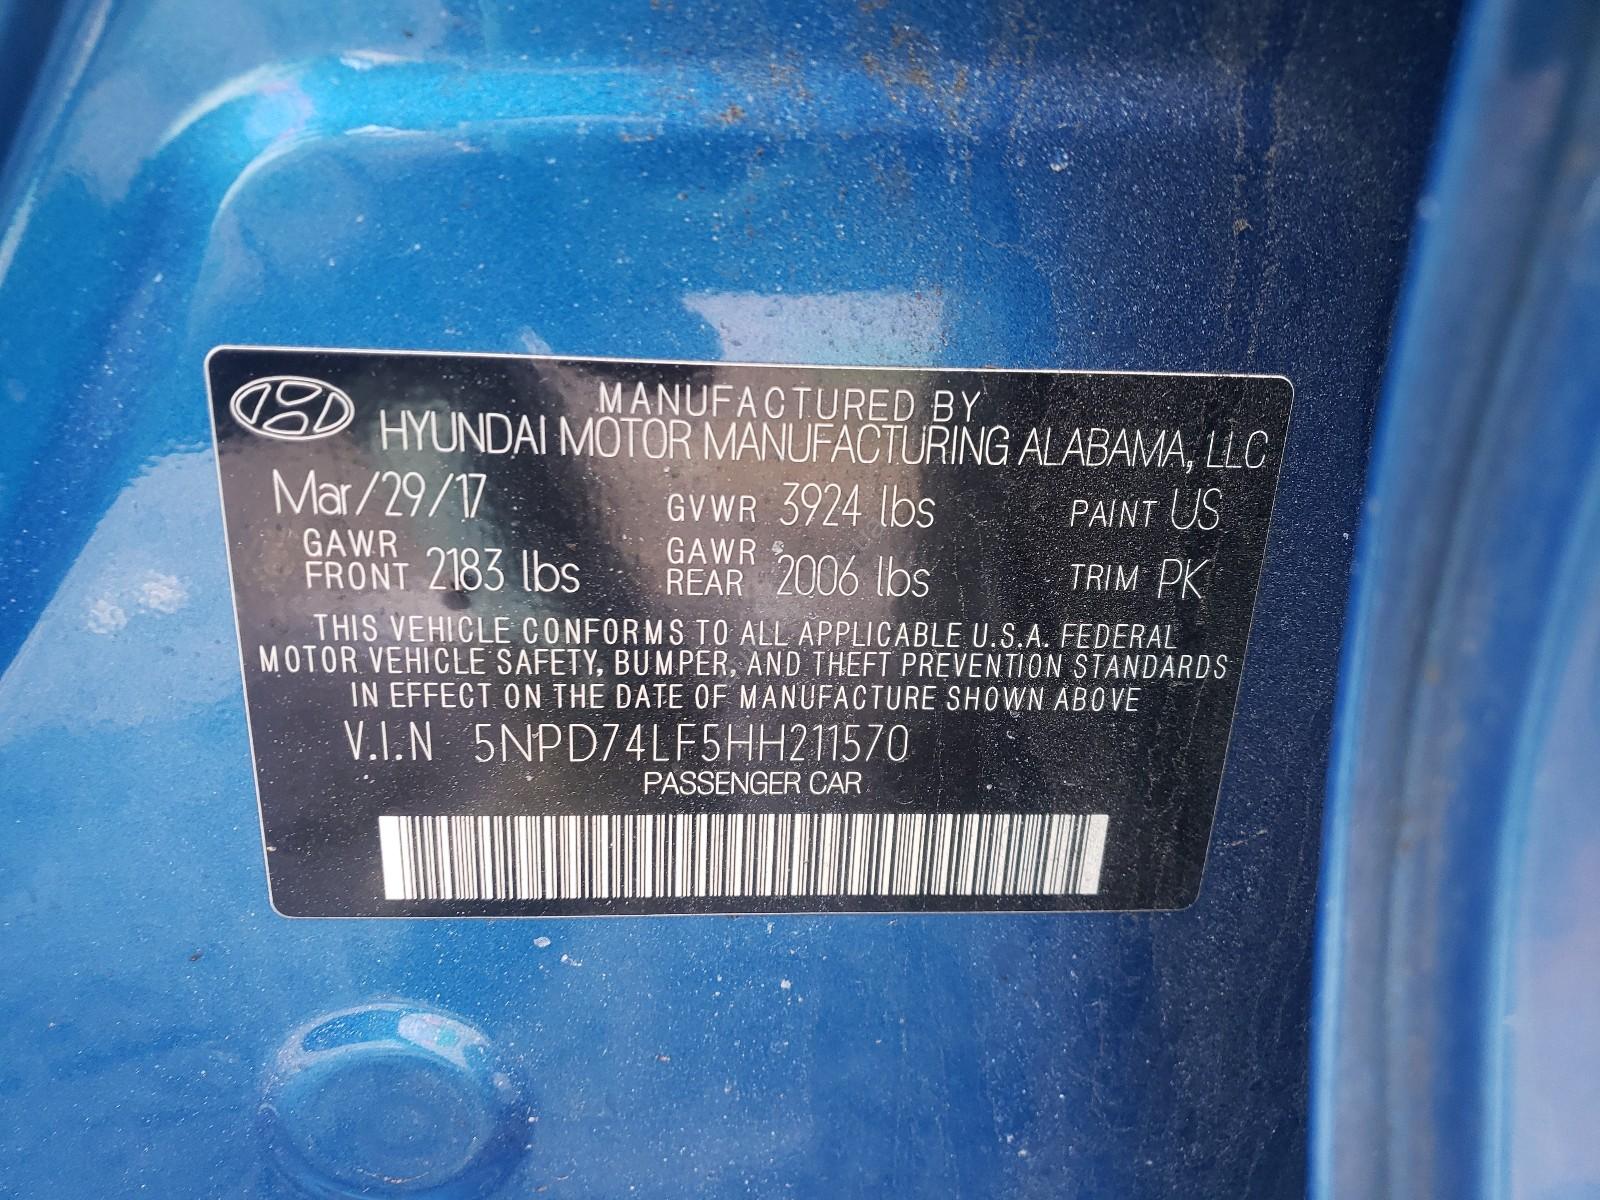 MANUFACTURED BY
HYUNDAI MOTOR MANUFACTURING ALABAMA, LLC
Mar/29/17 GVWR 3924 lbs PAINT US
GAWR FRONT 2183 lbs GAWR REAR 2006 lbs TRIM PK
THIS VEHICLE CONFORMS TO ALL APPLICABLE U.S.A. FEDERAL
MOTOR VEHICLE SAFETY, BUMPER, AND THEFT PREVENTION STANDARDS
IN EFFECT ON THE DATE OF MANUFACTURE SHOWN ABOVE
V.I.N 5NPD74LF5HH211570
PASSENGER CAR